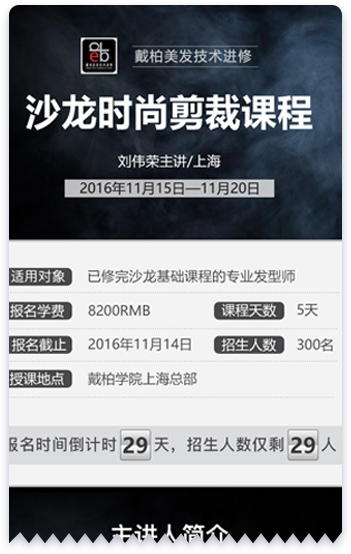 戴柏美发技术进修
沙龙时尚剪裁课程
刘伟荣主讲/上海
2016年11月15日—11月20日
适用对象 已修完沙龙基础课程的专业发型师
报名学费 8200RMB 课程天数 5天
报名截止 2016年11月14日 招生人数 300名
授课地点 戴柏学院上海总部
报名时间倒计时 29 天，招生人数仅剩 29 人
主讲人简介